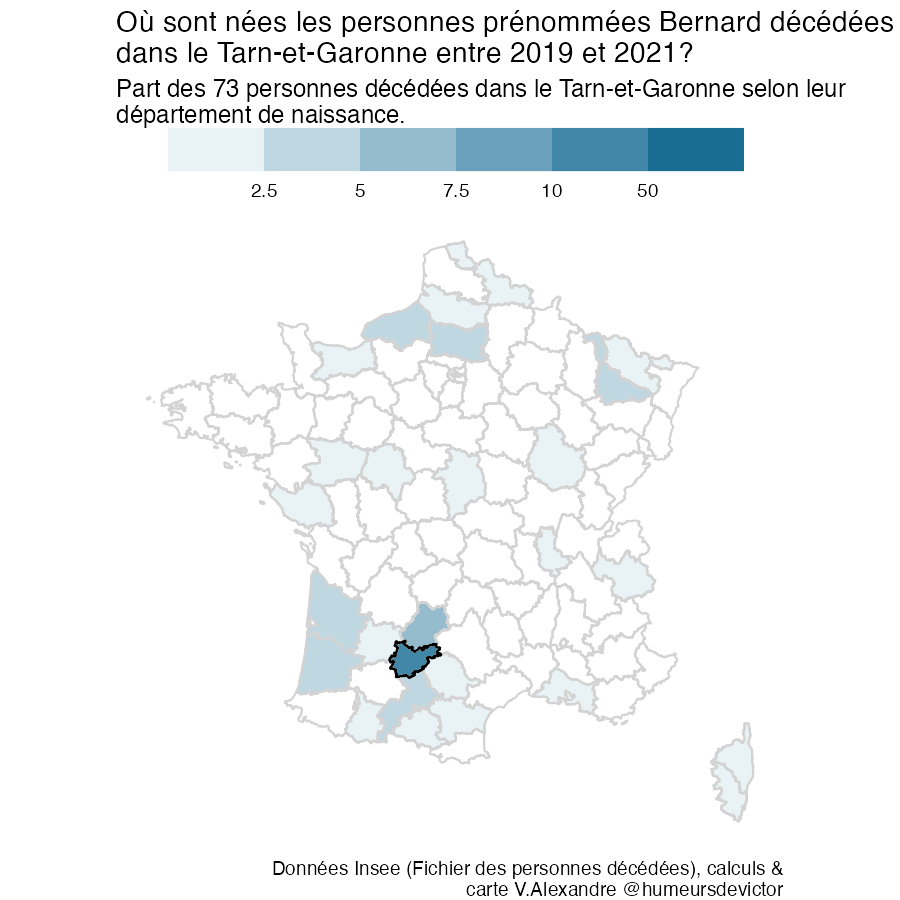 Où sont nées les personnes prénommées Bernard décédées
dans le Tarn-et-Garonne entre 2019 et 2021?
Part des 73 personnes décédées dans le Tarn-et-Garonne selon leur
département de naissance.
2.5 5 7.5 10 50
Données Insee (Fichier des personnes décédées), calculs &
carte V.Alexandre @humeursdevictor